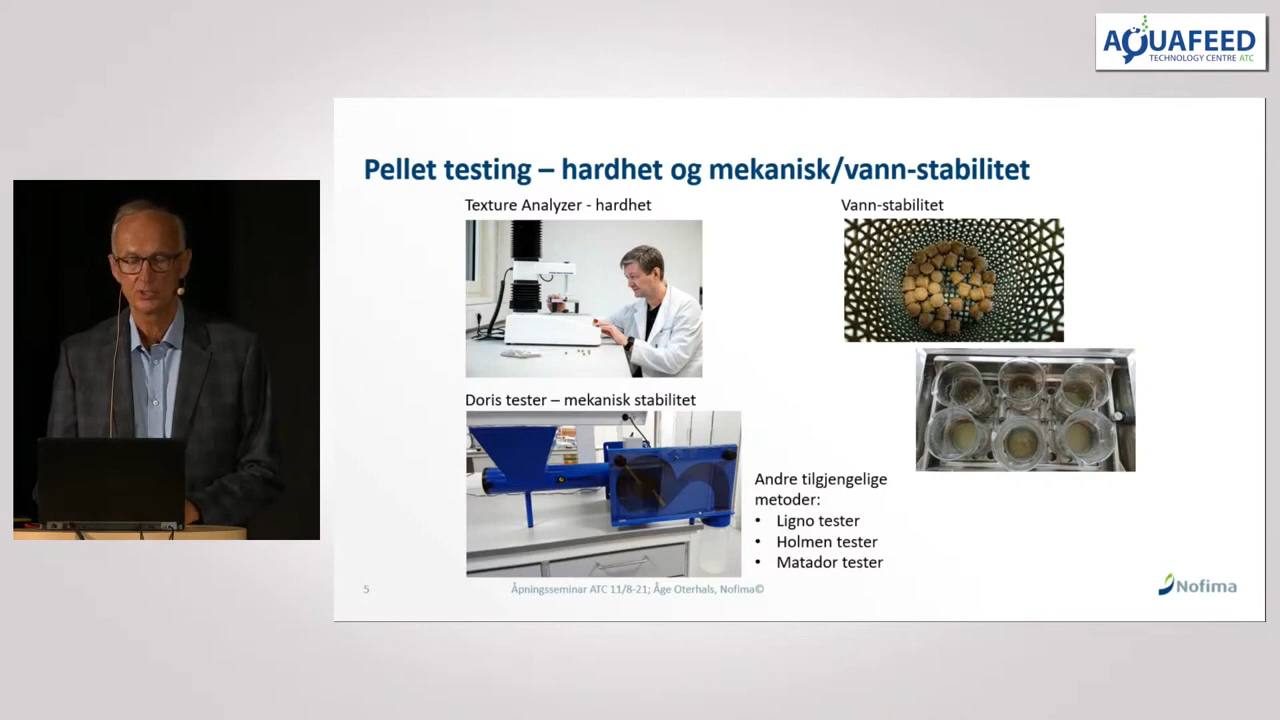 AQUAFEED
TECHNOLOGY CENTRE ATC
Pellet testing – hardhet og mekanisk/vann-stabilitet
Texture Analyzer - hardhet
Vann-stabilitet
Doris tester – mekanisk stabilitet
Andre tilgjengelige
metoder:
• Ligno tester
• Holmen tester
• Matador tester
5
Åpningsseminar ATC 11/8-21; Åge Oterhals, Nofima©
Nofima